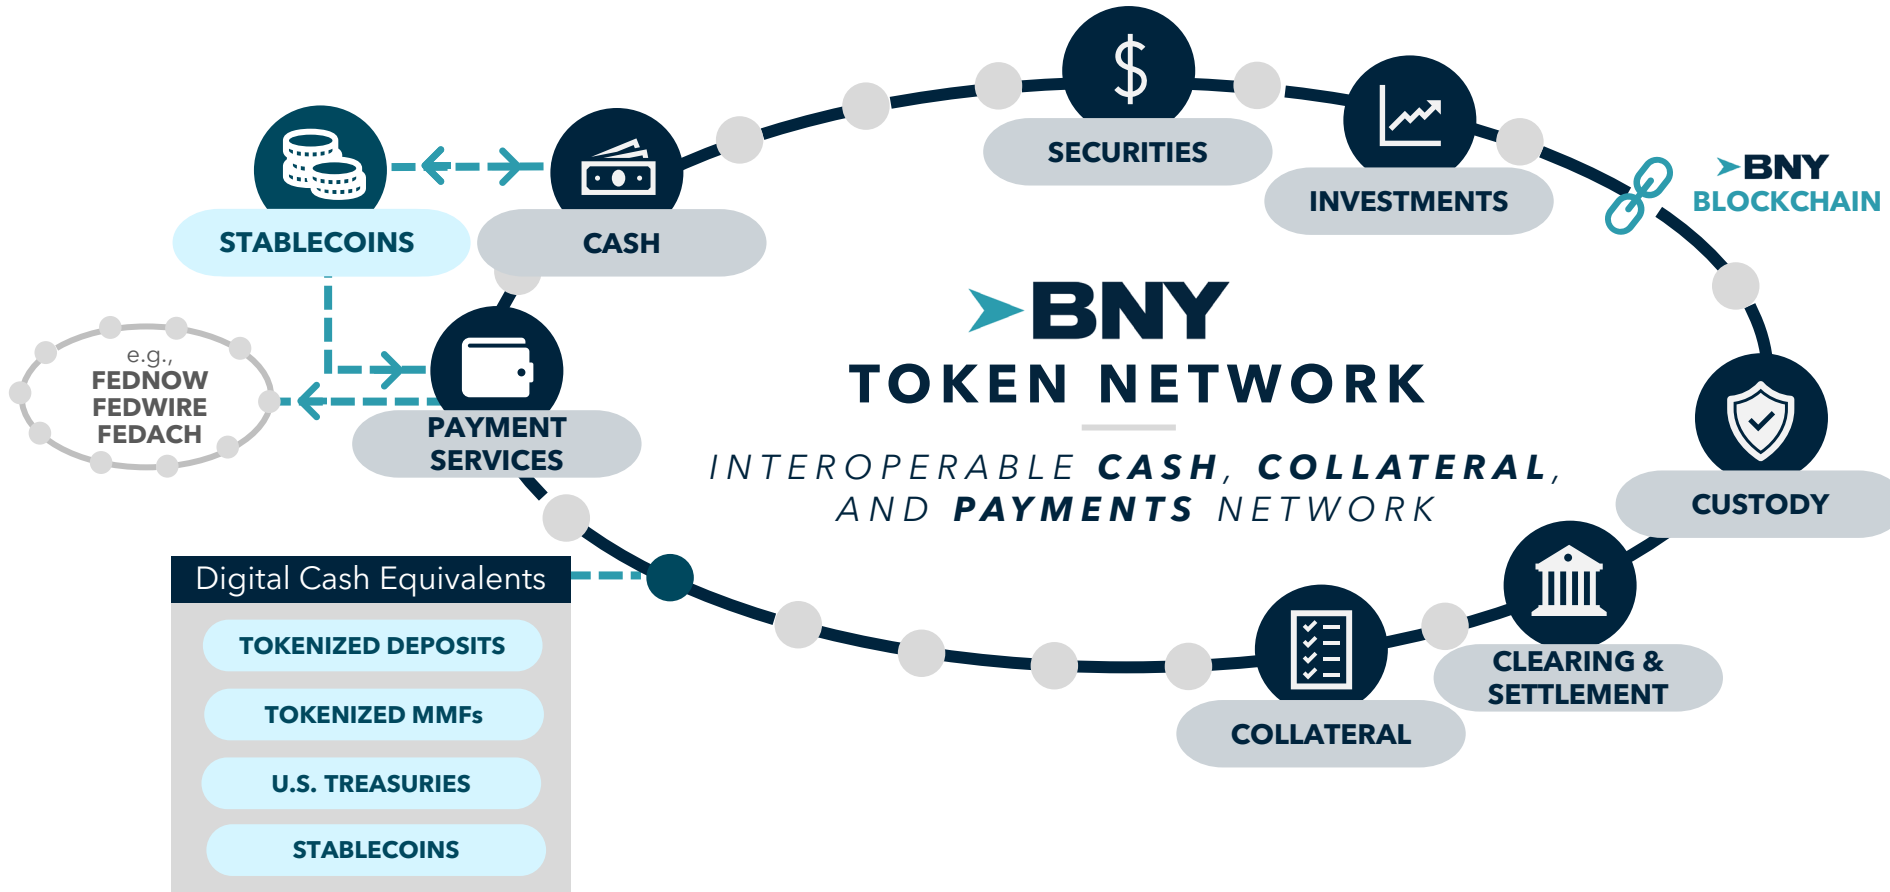 SECURITIES
INVESTMENTS
BNY
BLOCKCHAIN
STABLECOINS
CASH
e.g.,
FEDNOW
FEDWIRE
FEDACH
PAYMENT
SERVICES
BNY
TOKEN NETWORK
INTEROPERABLE CASH, COLLATERAL,
AND PAYMENTS NETWORK
CUSTODY
CLEARING &
SETTLEMENT
COLLATERAL
Digital Cash Equivalents
TOKENIZED DEPOSITS
TOKENIZED MMFs
U.S. TREASURIES
STABLECOINS